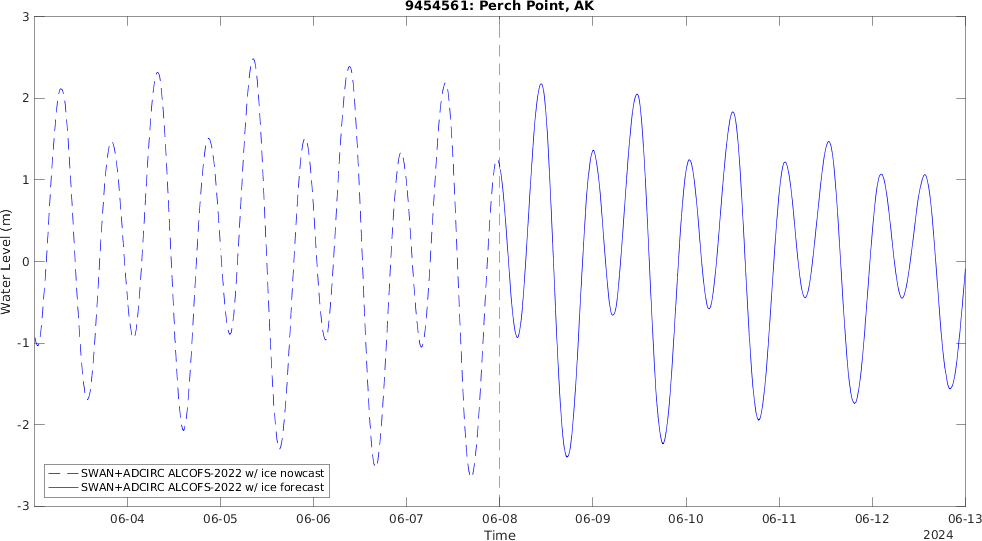 9454561: Perch Point, AK
3
2
1
0
-1
-2
-3
Water Level (m)
SWAN+ADCIRC ALCOFS-2022 w/ ice nowcast
SWAN+ADCIRC ALCOFS-2022 w/ ice forecast
06-04 06-05 06-06 06-07 06-08 06-09 06-10 06-11 06-12 06-13
Time
2024